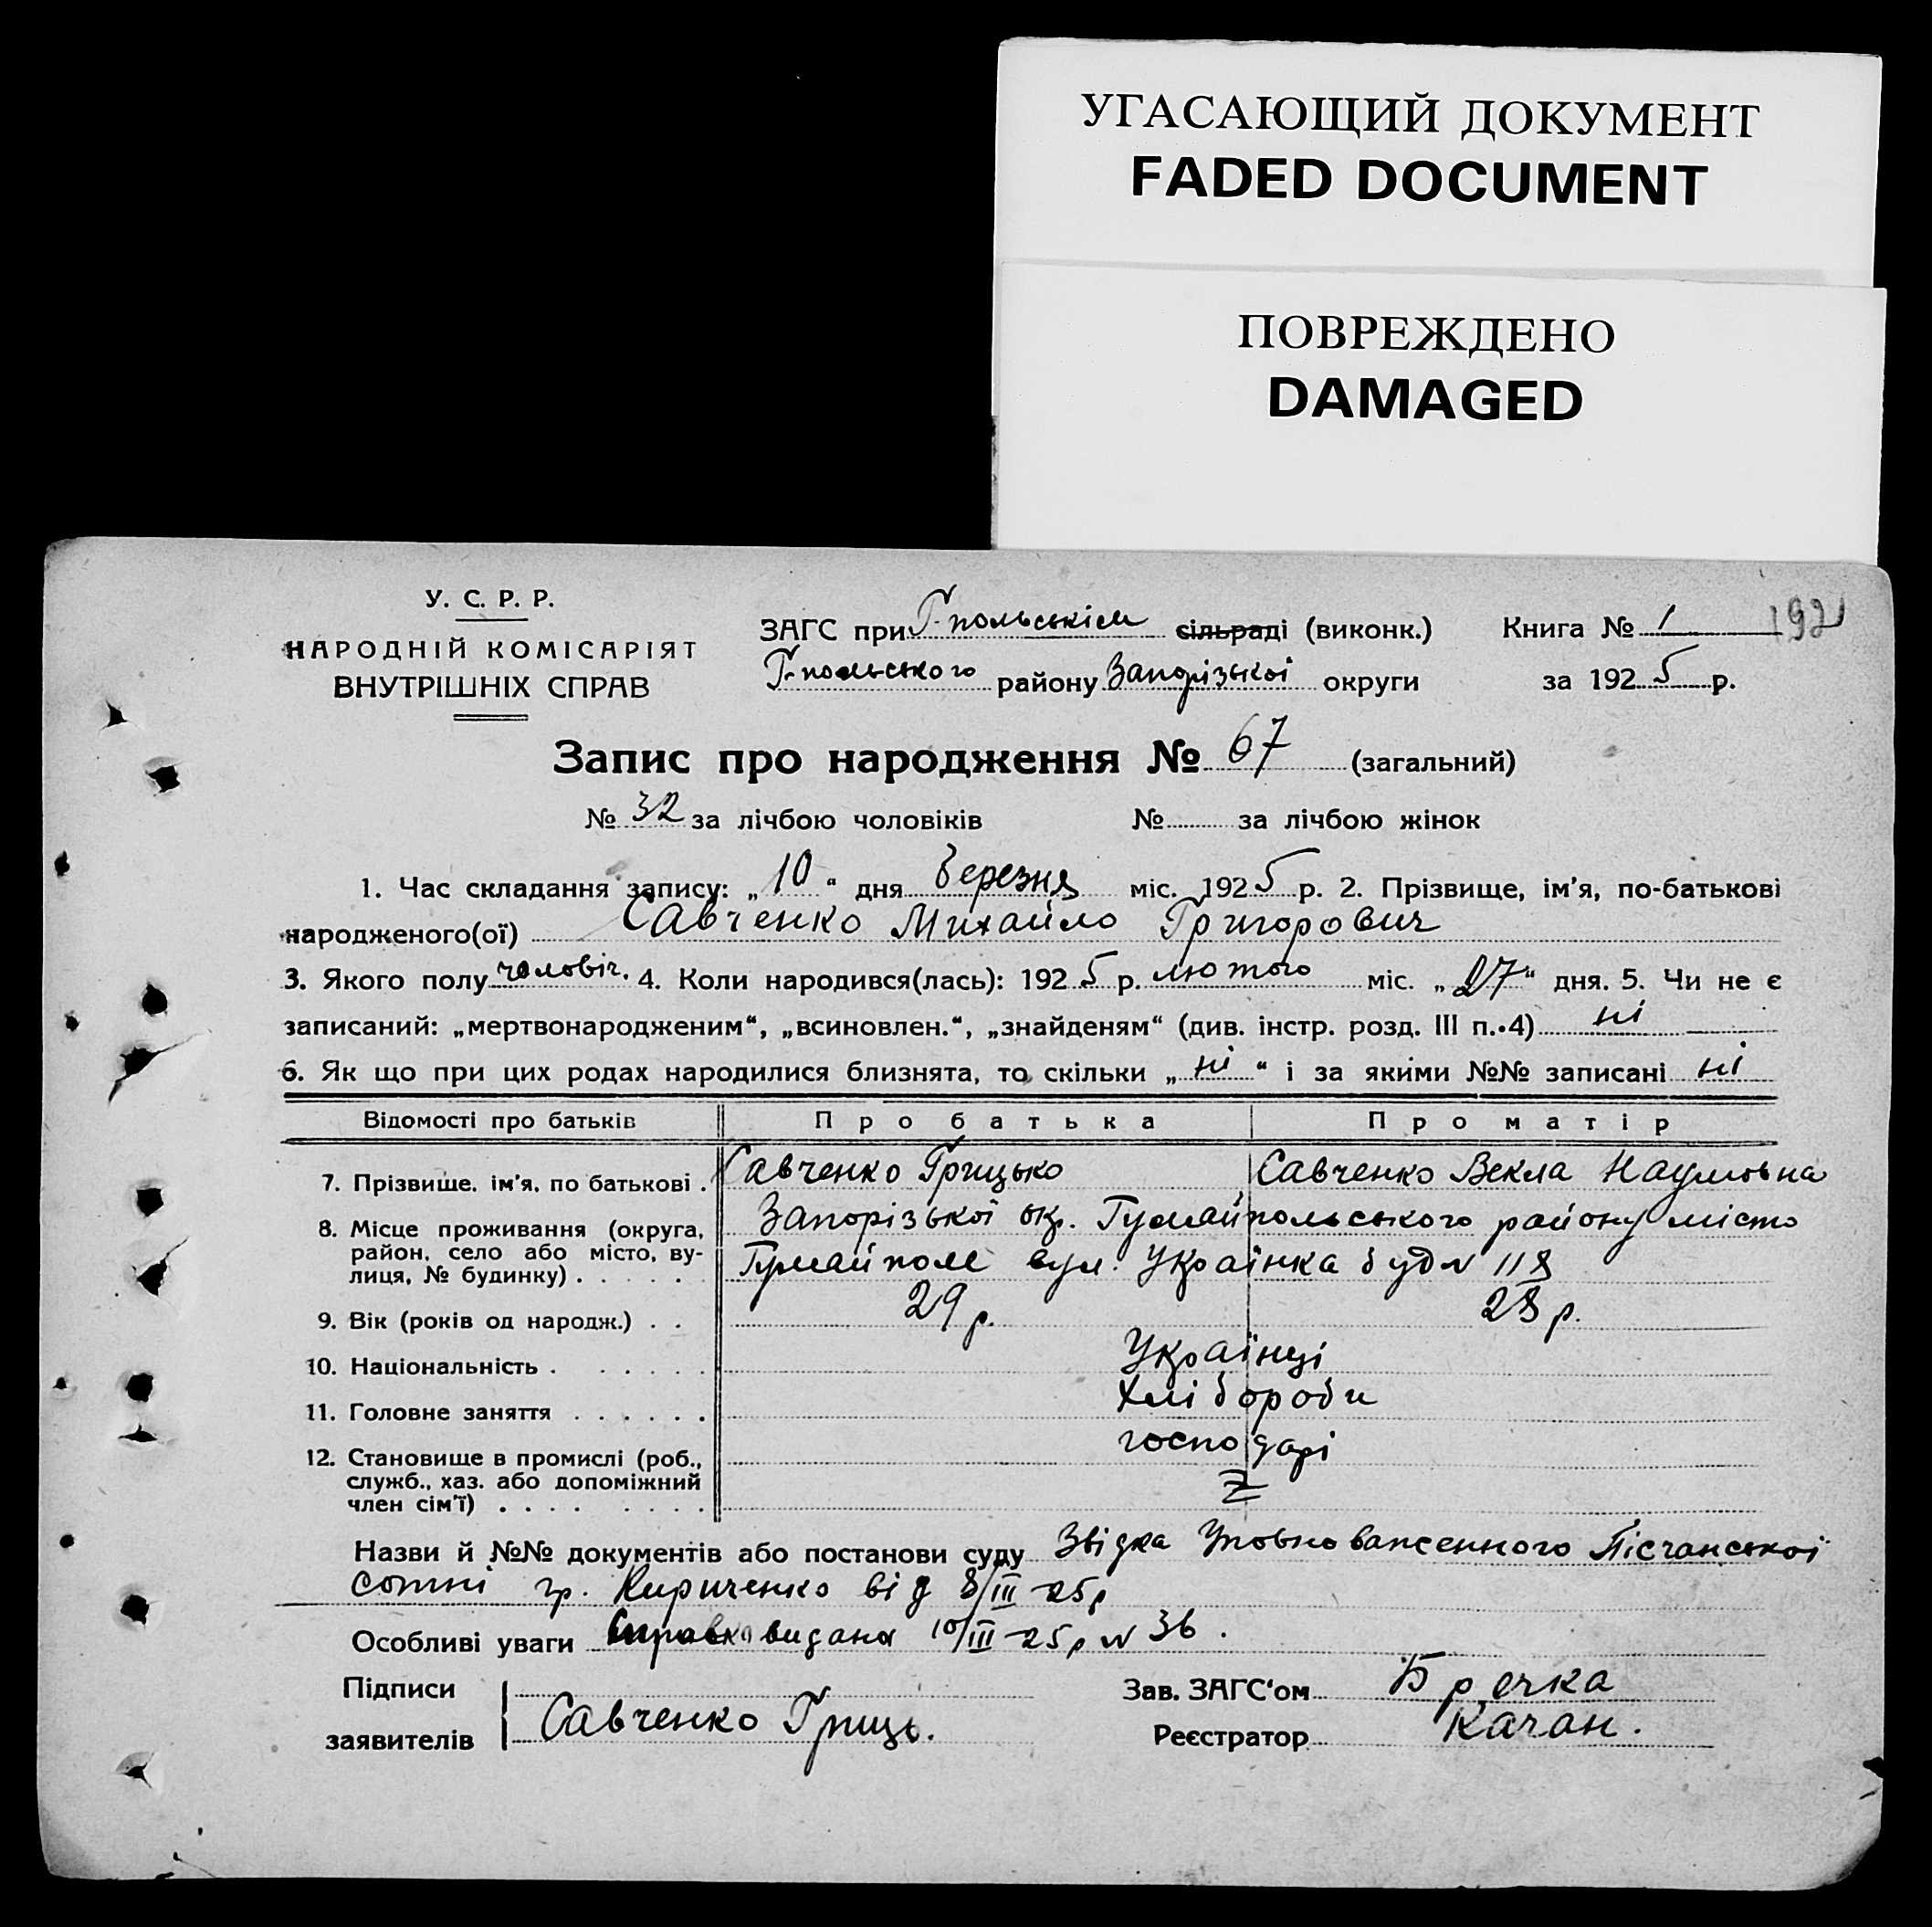 УГАСАЮЩИЙ ДОКУМЕНТ
FADED DOCUMENT
ПОВРЕЖДЕНО
DAMAGED
У. С. Р. Р.
НАРОДНІЙ КОМІСАРІЯТ
ВНУТРІШНІХ СПРАВ
ЗАГС при Г-польськім сільраді (виконк.)
Г-польського району Запорізької округи
Книга № 1 192
за 1925 р.
Запис про народження № 67 (загальний)
№ 32 за лічбою чоловіків № за лічбою жінок
1. Час складання запису: „10“ дня березня міс. 1925 р. 2. Прізвище, ім'я, по-батькові
народженого(ої) Савченко Михайло Григорович
3. Якого полу чоловіч. 4. Коли народився(лась): 1925 р. лютого міс. „27“ дня. 5. Чи не є
записаний: „мертвонародженим“, „всиновлен.“, „знайденям“ (див. інстр. розд. III п. 4) ні
6. Як що при цих родах народилися близнята, то скільки „ні“ і за якими №№ записані ні
Відомості про батьків Про батька Про матір
7. Прізвище, ім'я, по батькові . Савченко Грицько Савченко Векла Наумовна
8. Місце проживання (округа, район, село або місто, вулиця, № будинку) . . . . . Запорізької окр. Гуляйпольського району місто
Гуляйполе вул. Українка буд № 118
9. Вік (років од народж.) . . 29 р. 28 р.
10. Національність . . . . . . Українці
11. Головне заняття . . . . . . Хлібороби
12. Становище в промислі (роб., служб., хаз. або допоміжний член сім'ї) . . . . . . . . господарі
Назви й №№ документів або постанови суду Звідка Уповноваженного Пісчанської
сотні гр. Кириченко від 8/III-25р
Особливі уваги Справка видана 10/III-25р № 36.
Підписи
заявителів Савченко Гриць.
Зав. ЗАГС'ом Бречка
Реєстратор Качан.